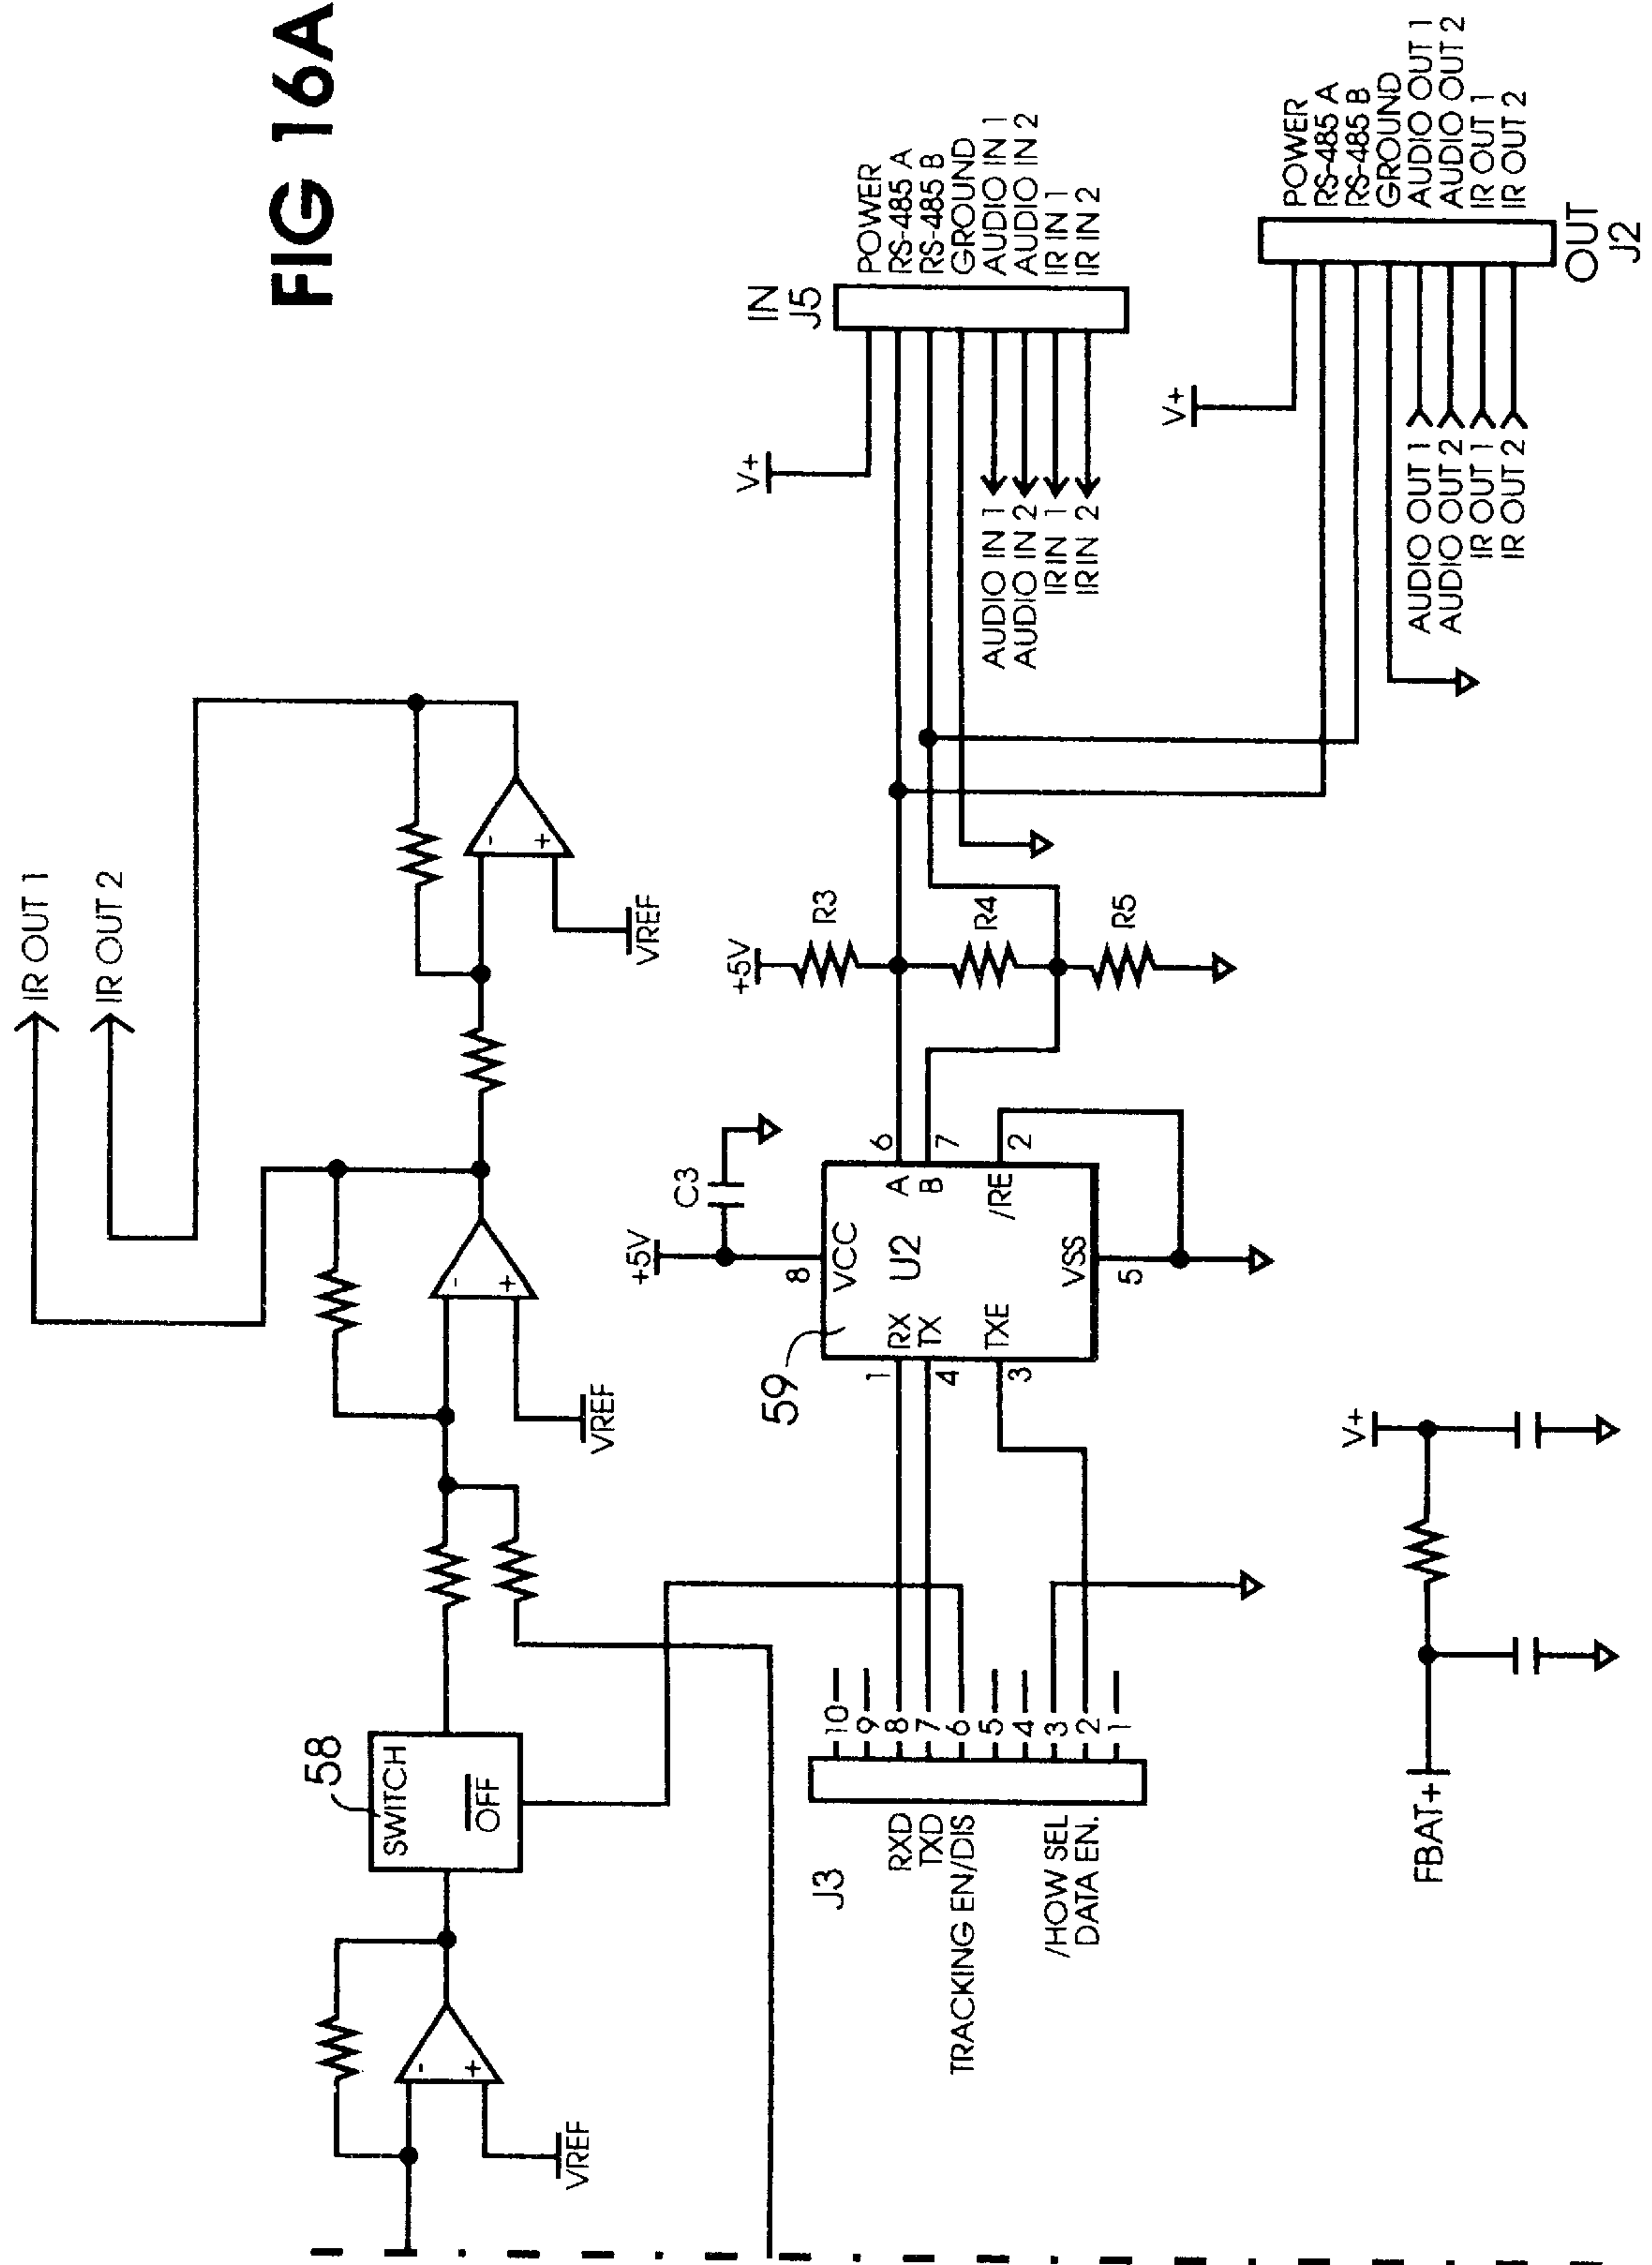 FIG 16A
IR OUT 1
IR OUT 2
58
SWITCH
OFF
-
+
VREF
-
+
VREF
-
+
VREF
+5V
C3
59
8
VCC
U2
RX
TX
TXE
A
B
/RE
VSS
1
4
3
6
7
2
5
+5V
R3
R4
R5
J3
RXD
TXD
TRACKING EN/DIS
/HOW SEL
DATA EN.
10
9
8
7
6
5
4
3
2
1
IN
J5
V+
POWER
RS-485 A
RS-485 B
GROUND
AUDIO IN 1
AUDIO IN 2
IR IN 1
IR IN 2
AUDIO IN 1
AUDIO IN 2
IR IN 1
IR IN 2
V+
POWER
RS-485 A
RS-485 B
GROUND
AUDIO OUT 1
AUDIO OUT 2
IR OUT 1
IR OUT 2
AUDIO OUT 1
AUDIO OUT 2
IR OUT 1
IR OUT 2
OUT
J2
FBAT+
V+